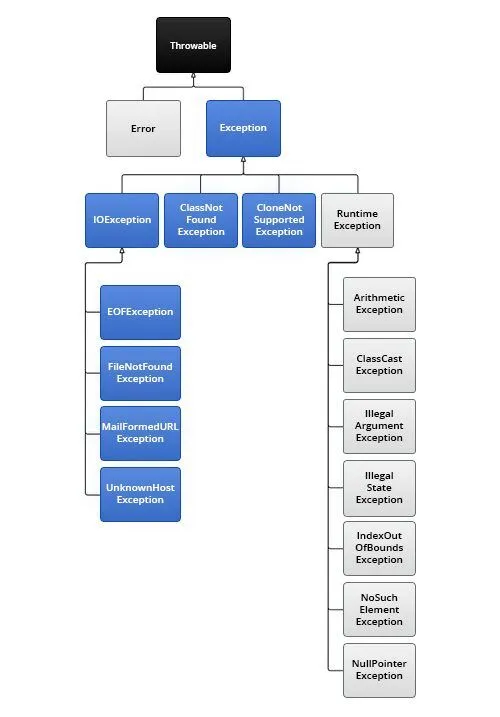 Throwable
Error
Exception
IOException
ClassNot
Found
Exception
CloneNot
Supported
Exception
Runtime
Exception
EOFException
FileNotFound
Exception
MailFormedURL
Exception
UnknownHost
Exception
Arithmetic
Exception
ClassCast
Exception
Illegal
Argument
Exception
Illegal
State
Exception
IndexOut
OfBounds
Exception
NoSuch
Element
Exception
NullPointer
Exception